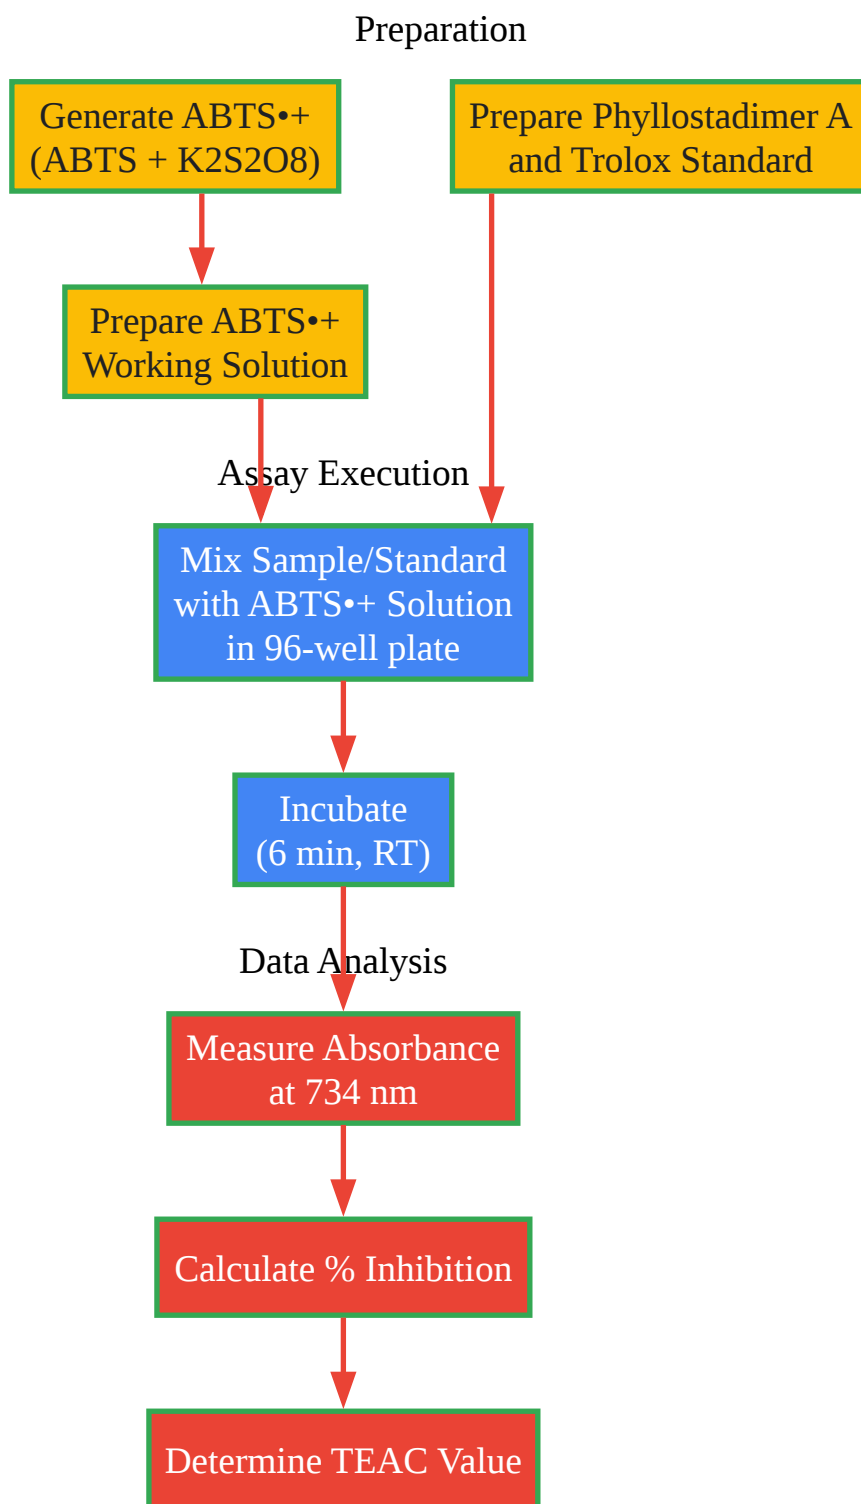 Preparation
Generate ABTS•+
(ABTS + K2S2O8)
Prepare Phyllostadimer A
and Trolox Standard
Prepare ABTS•+
Working Solution
Assay Execution
Mix Sample/Standard
with ABTS•+ Solution
in 96-well plate
Incubate
(6 min, RT)
Data Analysis
Measure Absorbance
at 734 nm
Calculate % Inhibition
Determine TEAC Value